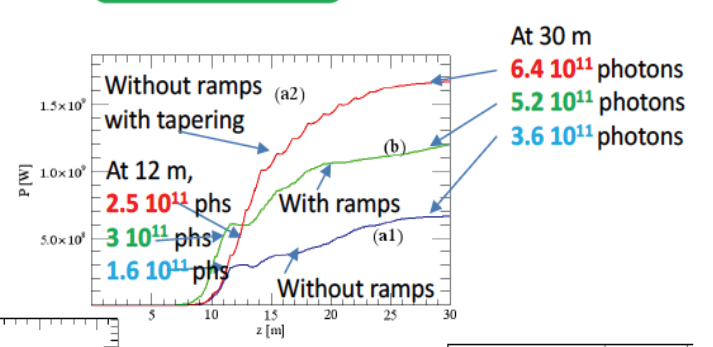 At 30 m
6.4 10¹¹ photons
5.2 10¹¹ photons
3.6 10¹¹ photons
Without ramps
with tapering
(a2)
(b)
At 12 m,
2.5 10¹¹ phs
3 10¹¹ phs
1.6 10¹¹ phs
With ramps
(a1)
Without ramps
P [W]
1.5×10⁹
1.0×10⁹
5.0×10⁸
5 10 15 20 25 30
z [m]